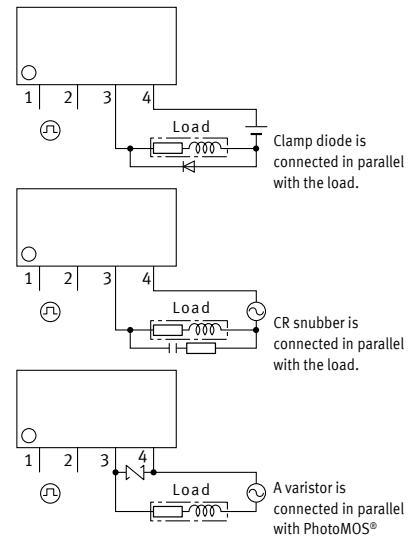 1 2 3 4
Load
Clamp diode is
connected in parallel
with the load.
1 2 3 4
Load
CR snubber is
connected in parallel
with the load.
1 2 3 4
Load
A varistor is
connected in parallel
with PhotoMOS®